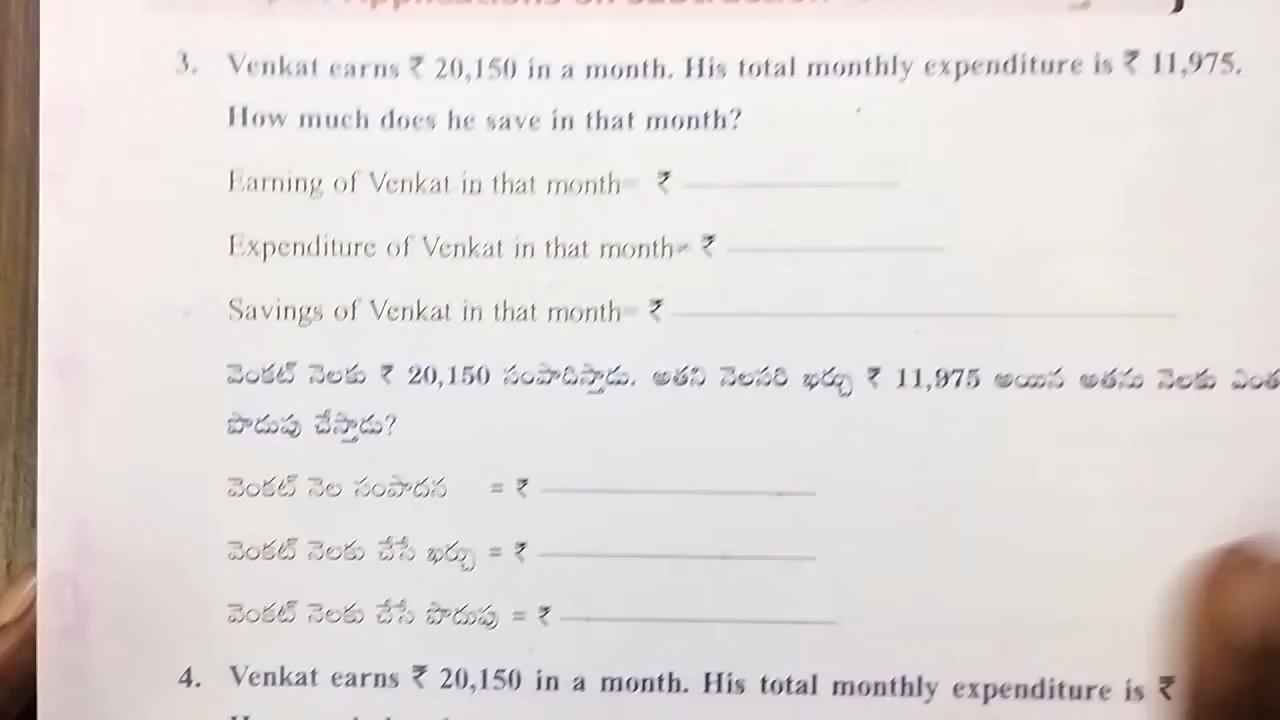 3. Venkat earns ₹ 20,150 in a month. His total monthly expenditure is ₹ 11,975.
How much does he save in that month?
Earning of Venkat in that month= ₹
Expenditure of Venkat in that month= ₹
Savings of Venkat in that month= ₹
వెంకట్ నెలకు ₹ 20,150 సంపాదిస్తాడు. అతని నెలసరి ఖర్చు ₹ 11,975 అయిన అతను నెలకు ఎంత
పొదుపు చేస్తాడు?
వెంకట్ నెల సంపాదన = ₹
వెంకట్ నెలకు చేసే ఖర్చు = ₹
వెంకట్ నెలకు చేసే పొదుపు = ₹
4. Venkat earns ₹ 20,150 in a month. His total monthly expenditure is ₹